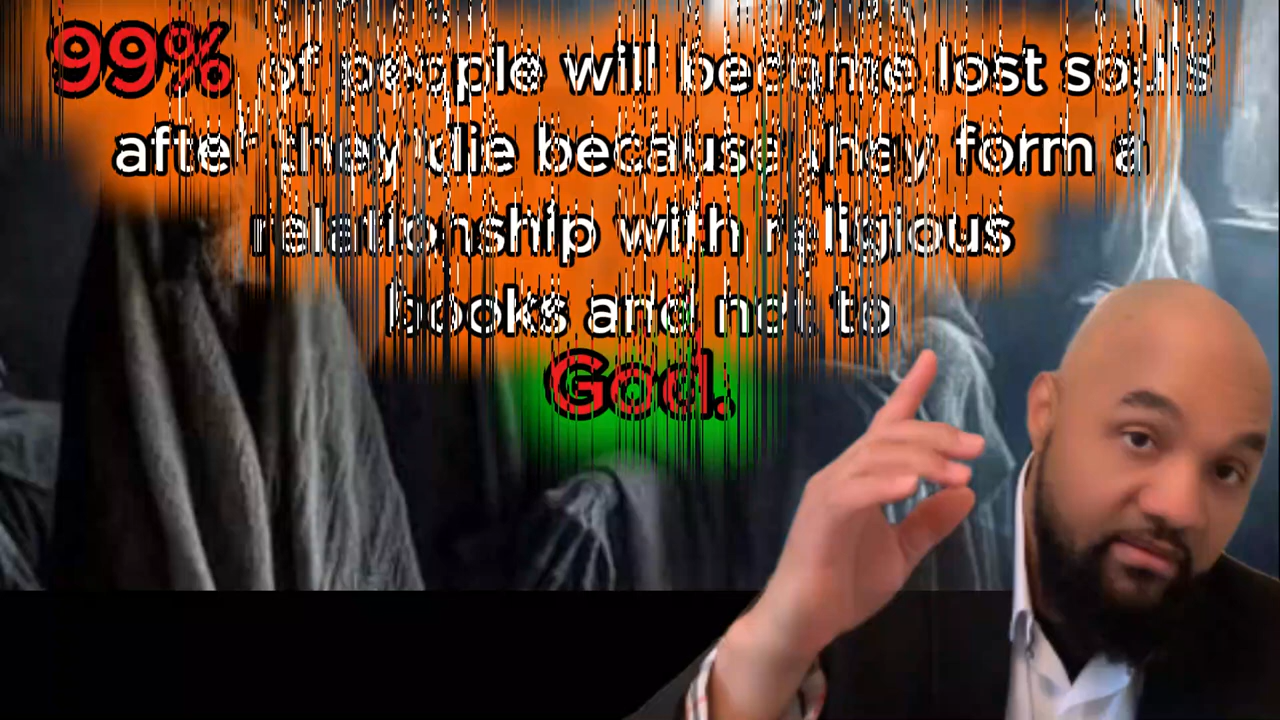 99% of people will become lost souls
after they die because they form a
relationship with religious
books and not to
God.